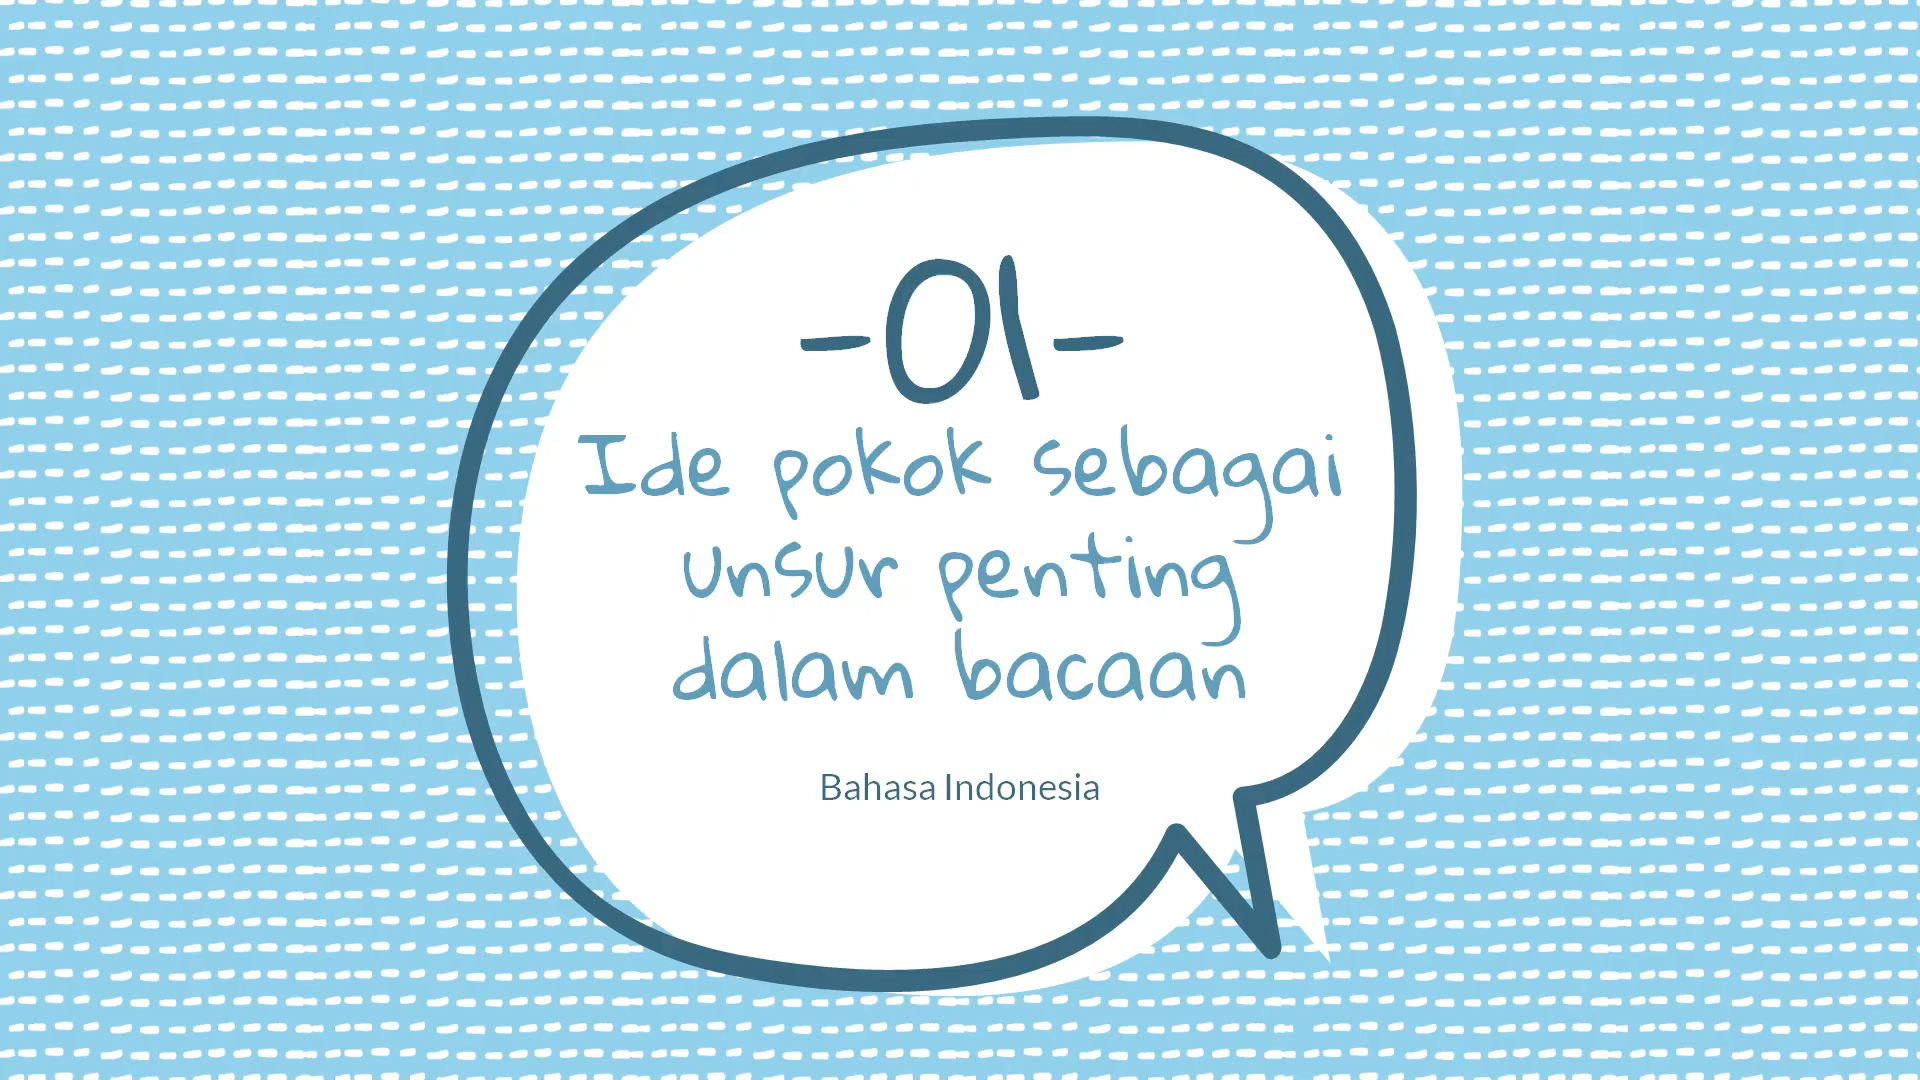 -01-
Ide pokok sebagai
unsur penting
dalam bacaan
Bahasa Indonesia